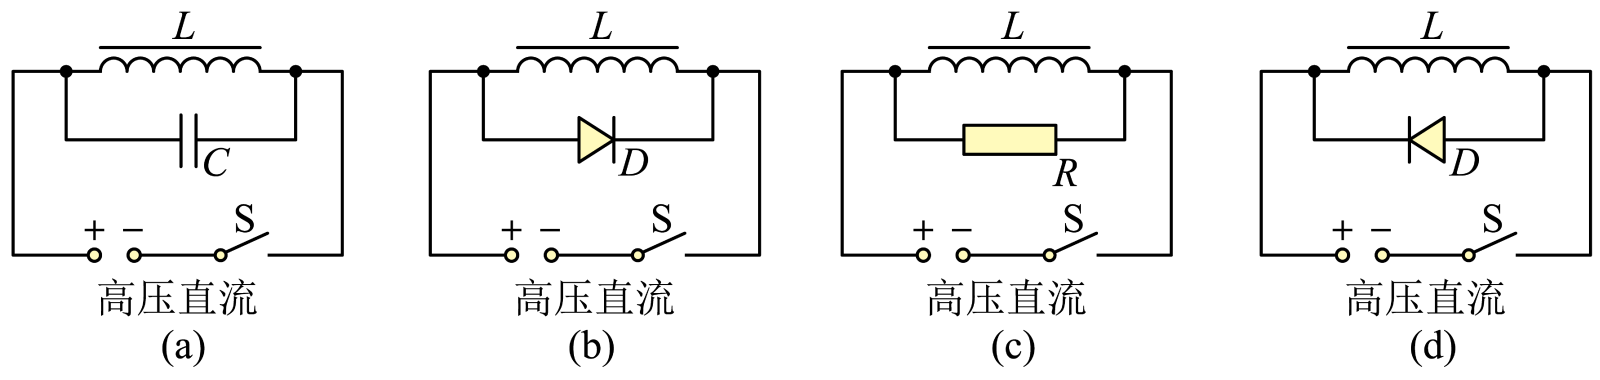 L L L L
C D R D
S S S S
+ − + − + − + −
高压直流 高压直流 高压直流 高压直流
(a) (b) (c) (d)